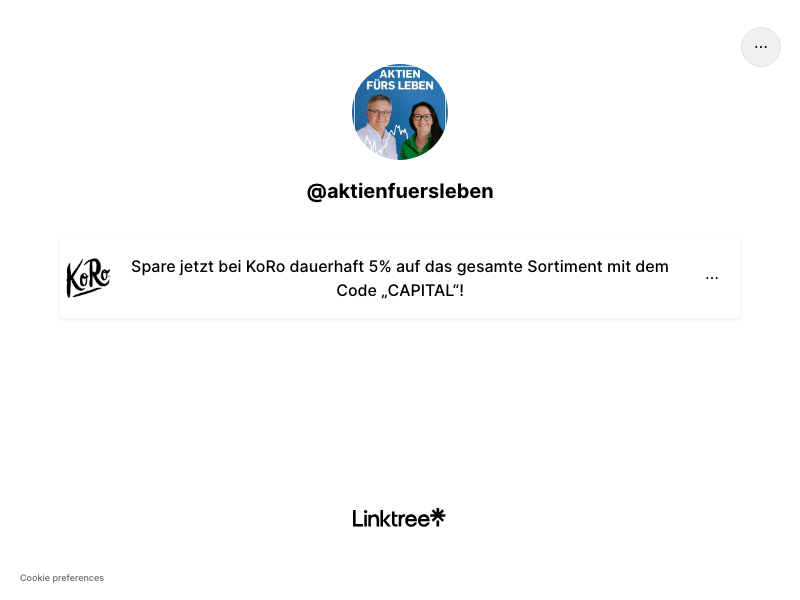 AKTIEN
FÜRS LEBEN
@aktienfuersleben
KoRo
Spare jetzt bei KoRo dauerhaft 5% auf das gesamte Sortiment mit dem
Code „CAPITAL“!
Linktree
Cookie preferences